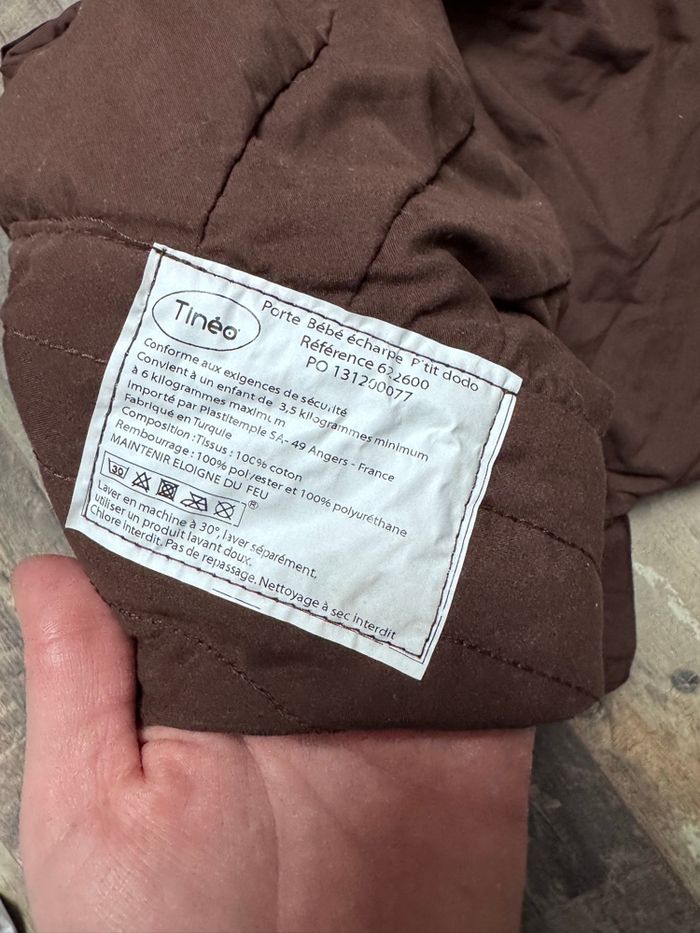 Tinéo
Porte Bébé écharpe P'tit dodo
Référence 622600
PO 131200077
Conforme aux exigences de sécurité
Convient à un enfant de 3,5 kilogrammes minimum
à 6 kilogrammes maximum
Importé par Plastitemple SA- 49 Angers - France
Fabriqué en Turquie
Composition : Tissus : 100% coton
Rembourrage : 100% polyester et 100% polyuréthane
MAINTENIR ELOIGNE DU FEU
30 ®
Laver en machine à 30°, laver séparément,
utiliser un produit lavant doux.
Chlore interdit. Pas de repassage. Nettoyage à sec interdit